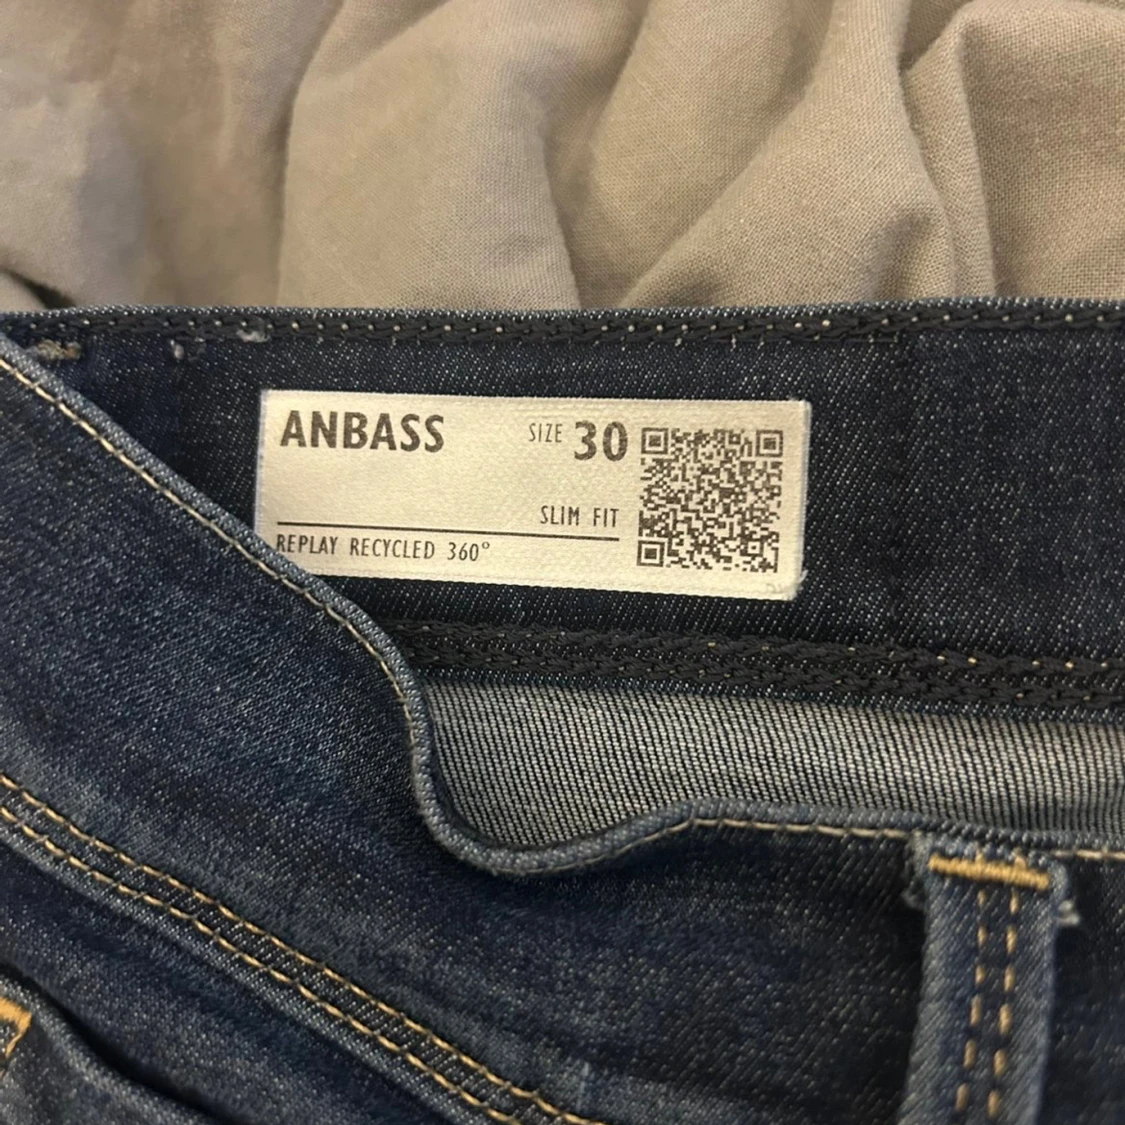 ANBASS
SIZE 30
SLIM FIT
REPLAY RECYCLED 360°